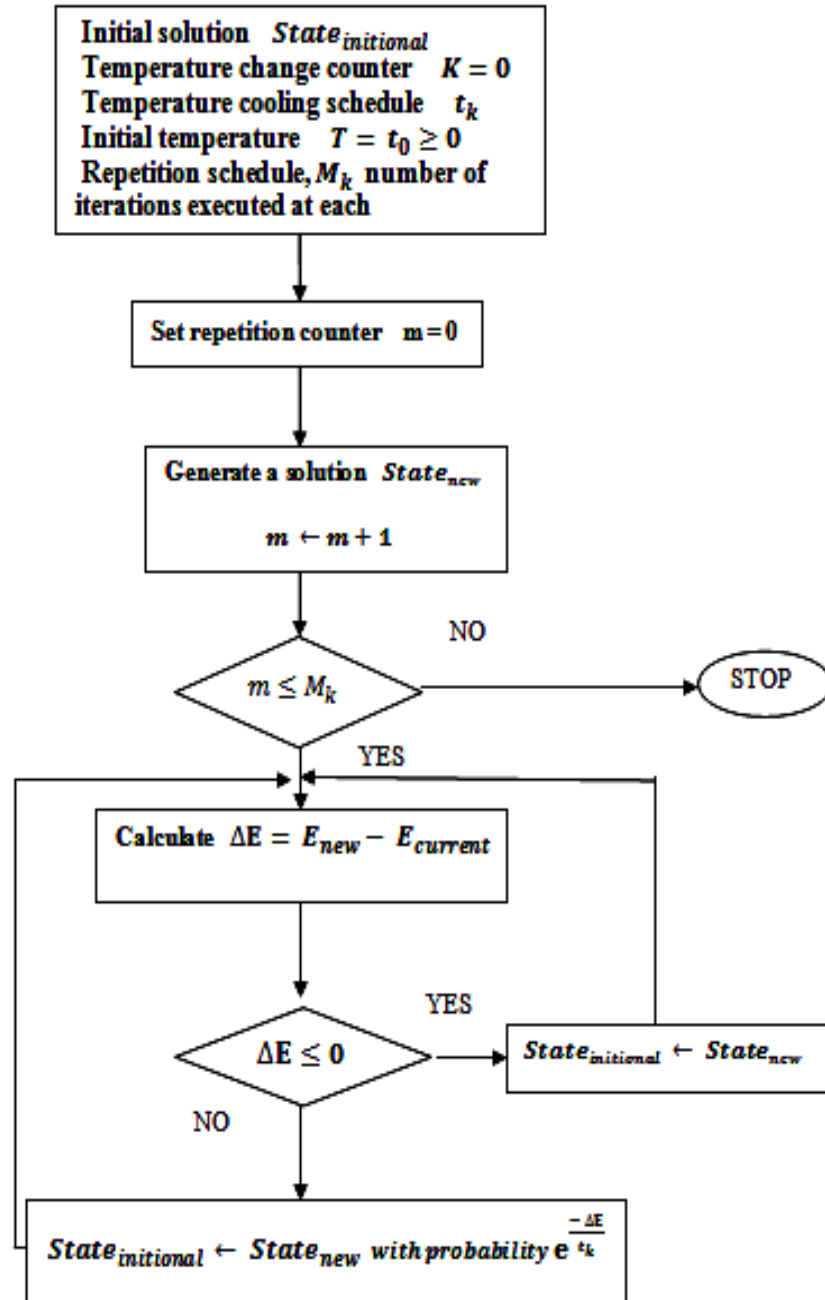 Initial solution State_initional
Temperature change counter K = 0
Temperature cooling schedule t_k
Initial temperature T = t_0 ≥ 0
Repetition schedule, M_k number of
iterations executed at each
Set repetition counter m = 0
Generate a solution State_new
m ← m + 1
NO
m ≤ M_k
STOP
YES
Calculate ΔE = E_new − E_current
YES
ΔE ≤ 0
State_initional ← State_new
NO
State_initional ← State_new with probability e^(−ΔE/t_k)